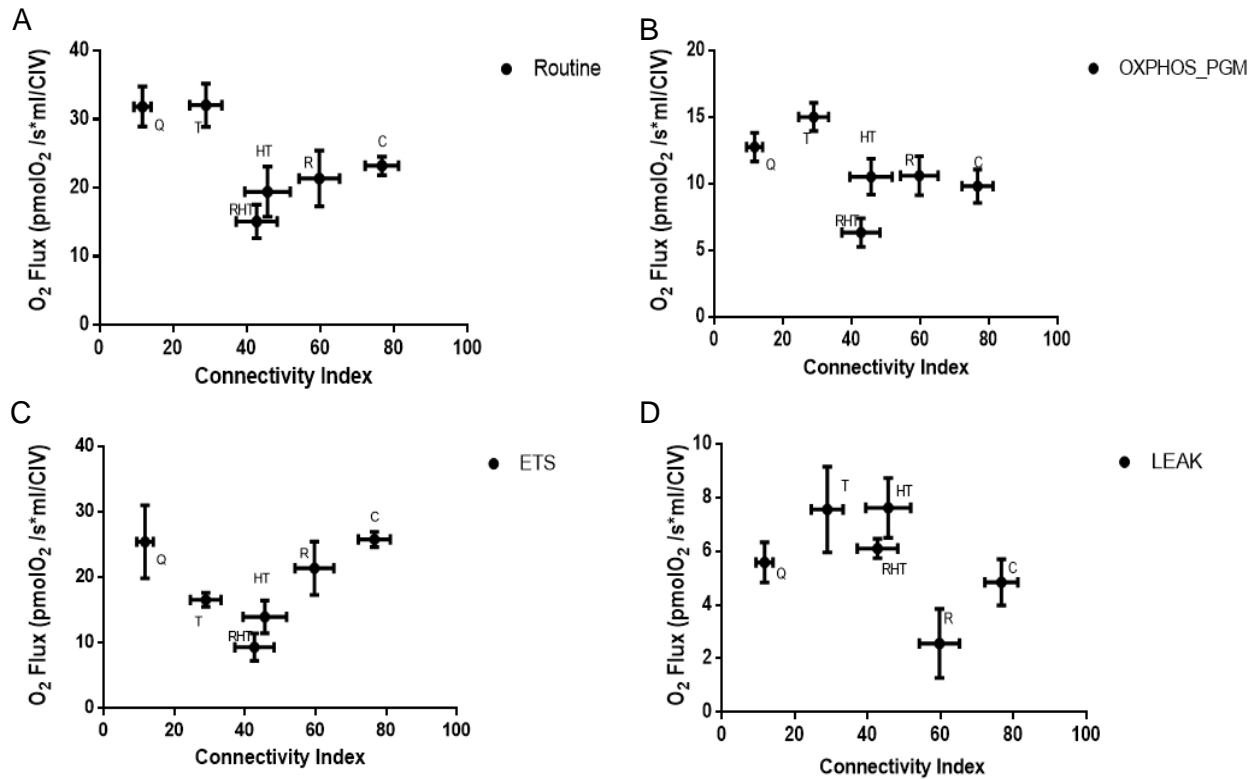 A
O₂ Flux (pmolO₂ /s*ml/CIV)
40
30
20
10
0
0 20 40 60 80 100
Connectivity Index
Q
T
HT
RHT
R
C
Routine
B
O₂ Flux (pmolO₂ /s*ml/CIV)
20
15
10
5
0
0 20 40 60 80 100
Connectivity Index
Q
T
HT
RHT
R
C
OXPHOS_PGM
C
O₂ Flux (pmolO₂ /s*ml/CIV)
40
30
20
10
0
0 20 40 60 80 100
Connectivity Index
Q
T
HT
RHT
R
C
ETS
D
O₂ Flux (pmolO₂ /s*ml/CIV)
10
8
6
4
2
0
0 20 40 60 80 100
Connectivity Index
Q
T
HT
RHT
R
C
LEAK